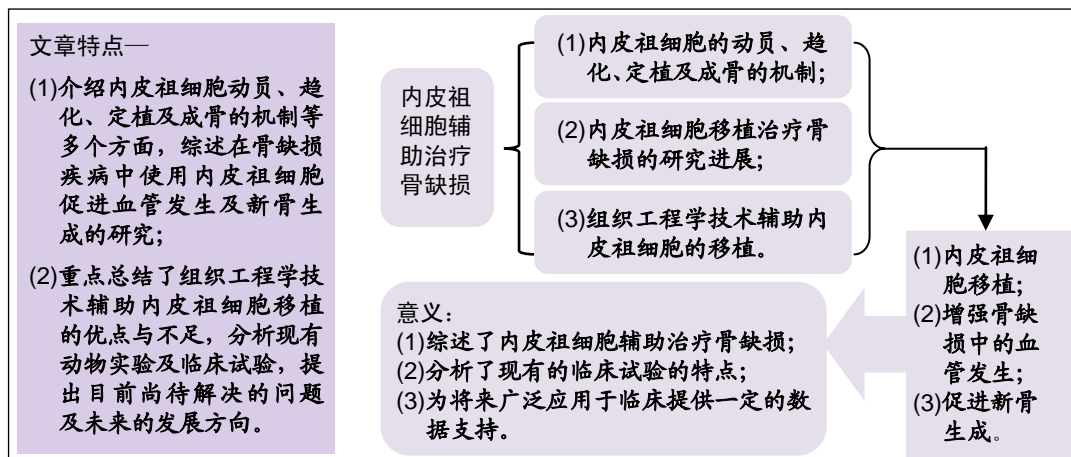 文章特点—
(1)介绍内皮祖细胞动员、趋
化、定植及成骨的机制等
多个方面，综述在骨缺损
疾病中使用内皮祖细胞
促进血管发生及新骨生
成的研究；
(2)重点总结了组织工程学技
术辅助内皮祖细胞移植
的优点与不足，分析现有
动物实验及临床试验，提
出目前尚待解决的问题
及未来的发展方向。
内皮祖
细胞辅
助治疗
骨缺损
(1)内皮祖细胞的动员、趋
化、定植及成骨的机制；
(2)内皮祖细胞移植治疗骨
缺损的研究进展；
(3)组织工程学技术辅助内
皮祖细胞的移植。
(1)内皮祖细
胞移植；
(2)增强骨缺
损中的血
管发生；
(3)促进新骨
生成。
意义：
(1)综述了内皮祖细胞辅助治疗骨缺损；
(2)分析了现有的临床试验的特点；
(3)为将来广泛应用于临床提供一定的数
据支持。